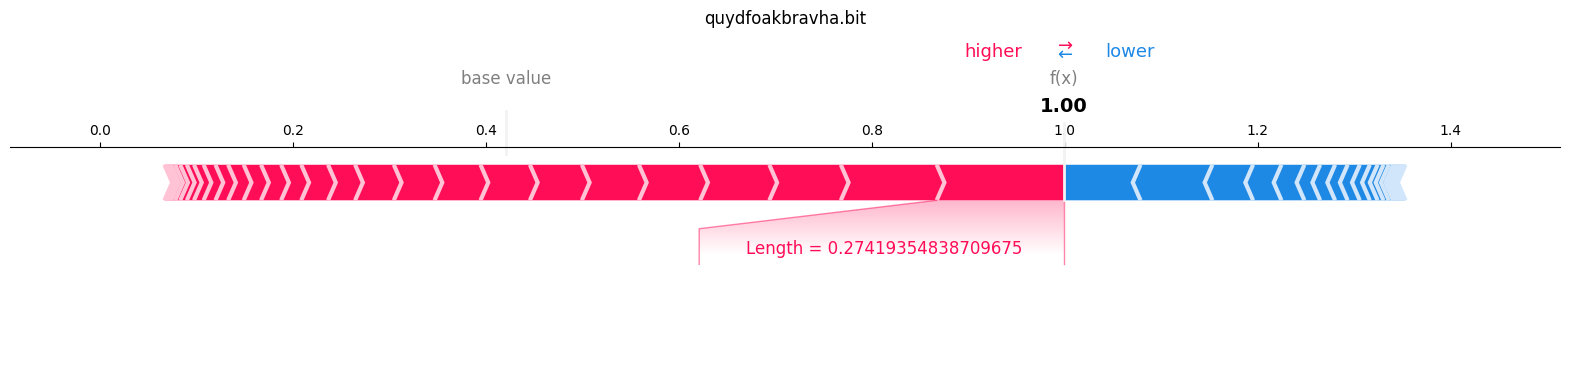 quydfoakbravha.bit
higher ⇄ lower
base value f(x)
1.00
0.0 0.2 0.4 0.6 0.8 1.0 1.2 1.4
Length = 0.27419354838709675